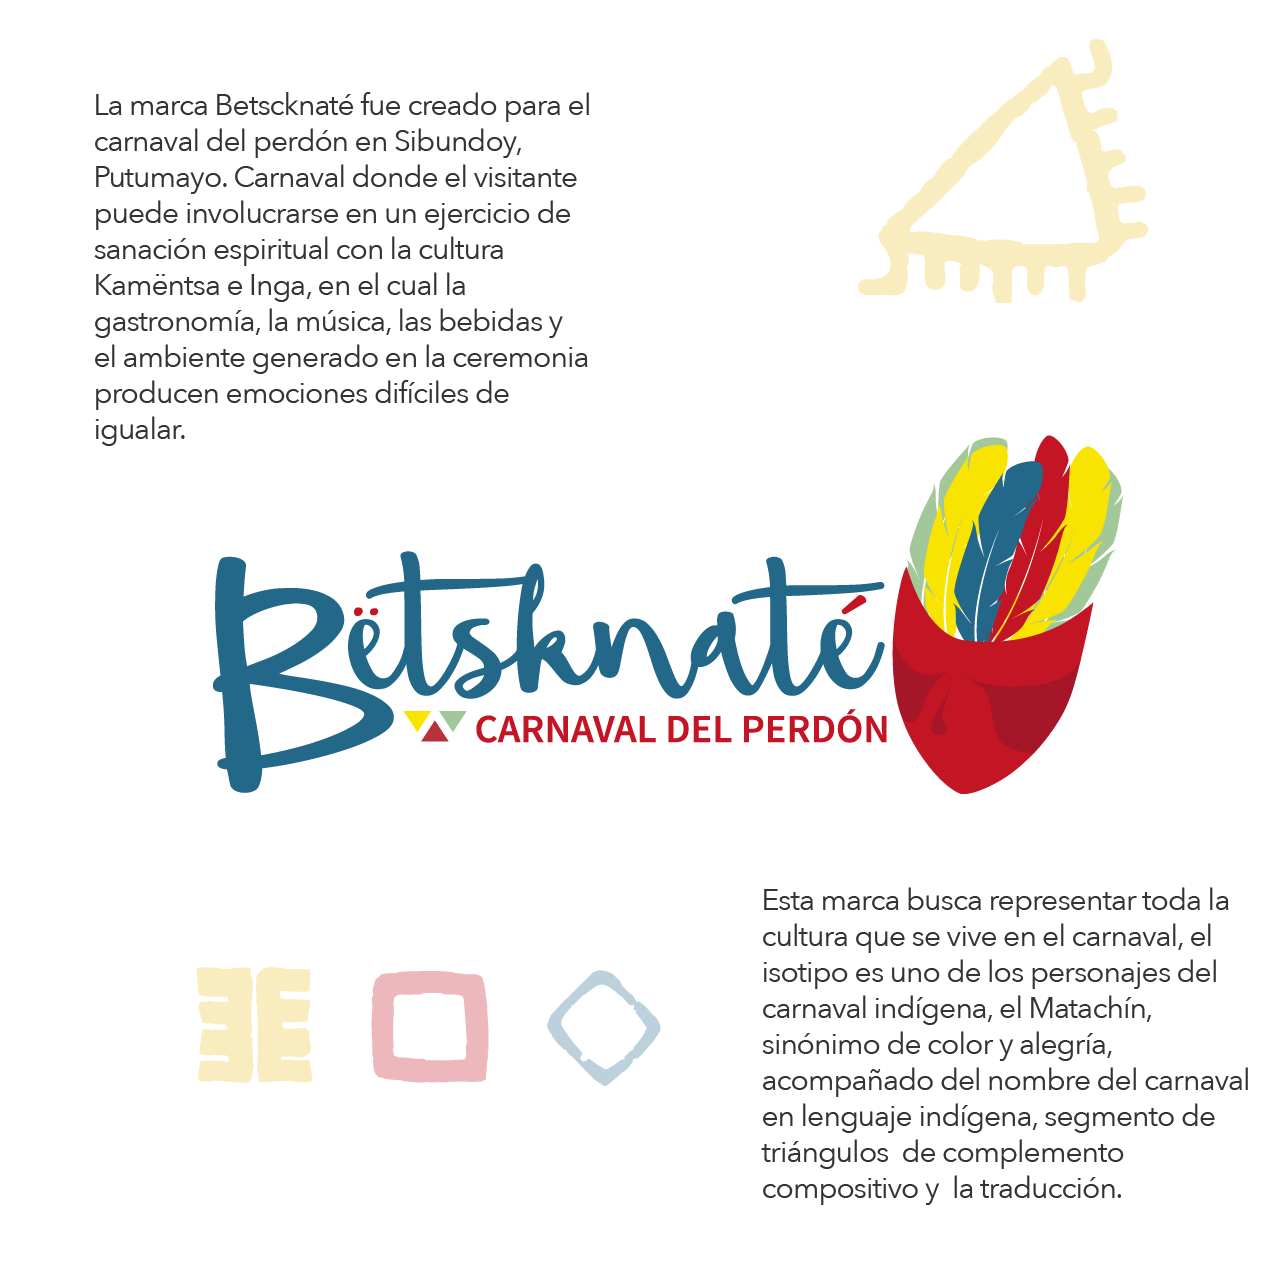 La marca Betscknaté fue creado para el
carnaval del perdón en Sibundoy,
Putumayo. Carnaval donde el visitante
puede involucrarse en un ejercicio de
sanación espiritual con la cultura
Kamëntsa e Inga, en el cual la
gastronomía, la música, las bebidas y
el ambiente generado en la ceremonia
producen emociones difíciles de
igualar.
Bëtsknaté
CARNAVAL DEL PERDÓN
Esta marca busca representar toda la
cultura que se vive en el carnaval, el
isotipo es uno de los personajes del
carnaval indígena, el Matachín,
sinónimo de color y alegría,
acompañado del nombre del carnaval
en lenguaje indígena, segmento de
triángulos  de complemento
compositivo y  la traducción.